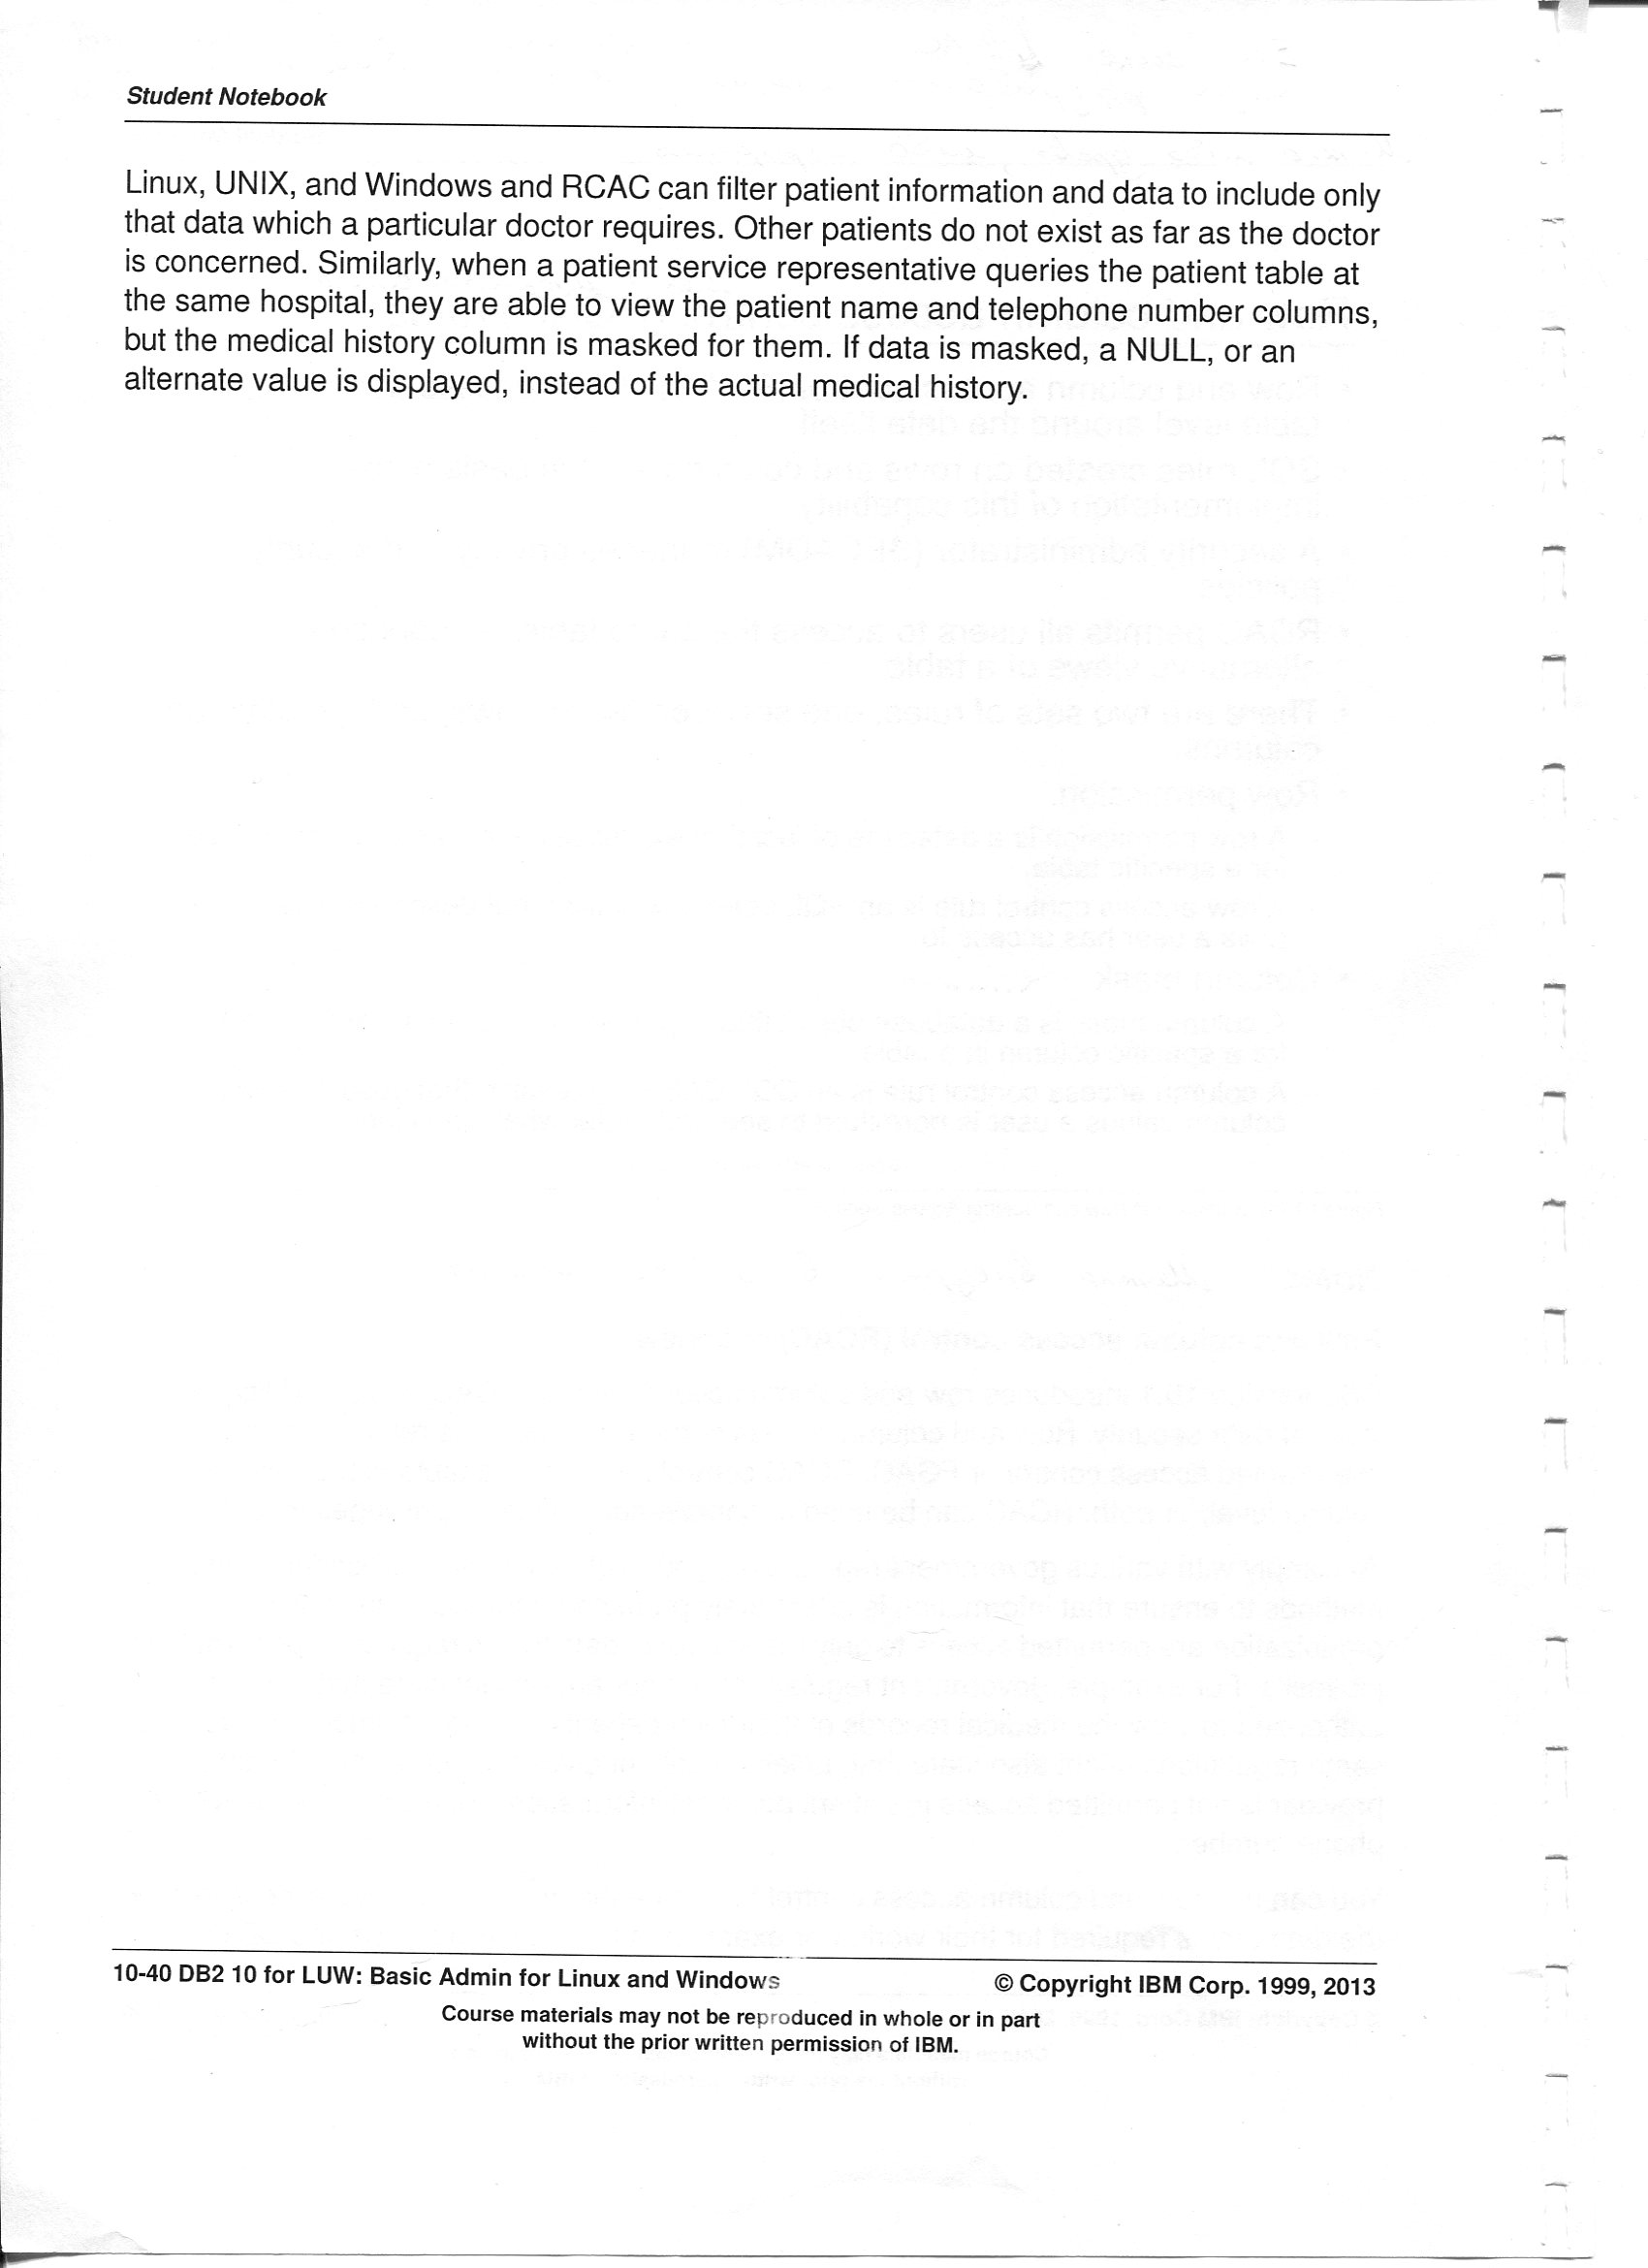 Student Notebook
Linux, UNIX, and Windows and RCAC can filter patient information and data to include only
that data which a particular doctor requires. Other patients do not exist as far as the doctor
is concerned. Similarly, when a patient service representative queries the patient table at
the same hospital, they are able to view the patient name and telephone number columns,
but the medical history column is masked for them. If data is masked, a NULL, or an
alternate value is displayed, instead of the actual medical history.
10-40 DB2 10 for LUW: Basic Admin for Linux and Windows © Copyright IBM Corp. 1999, 2013
Course materials may not be reproduced in whole or in part
without the prior written permission of IBM.